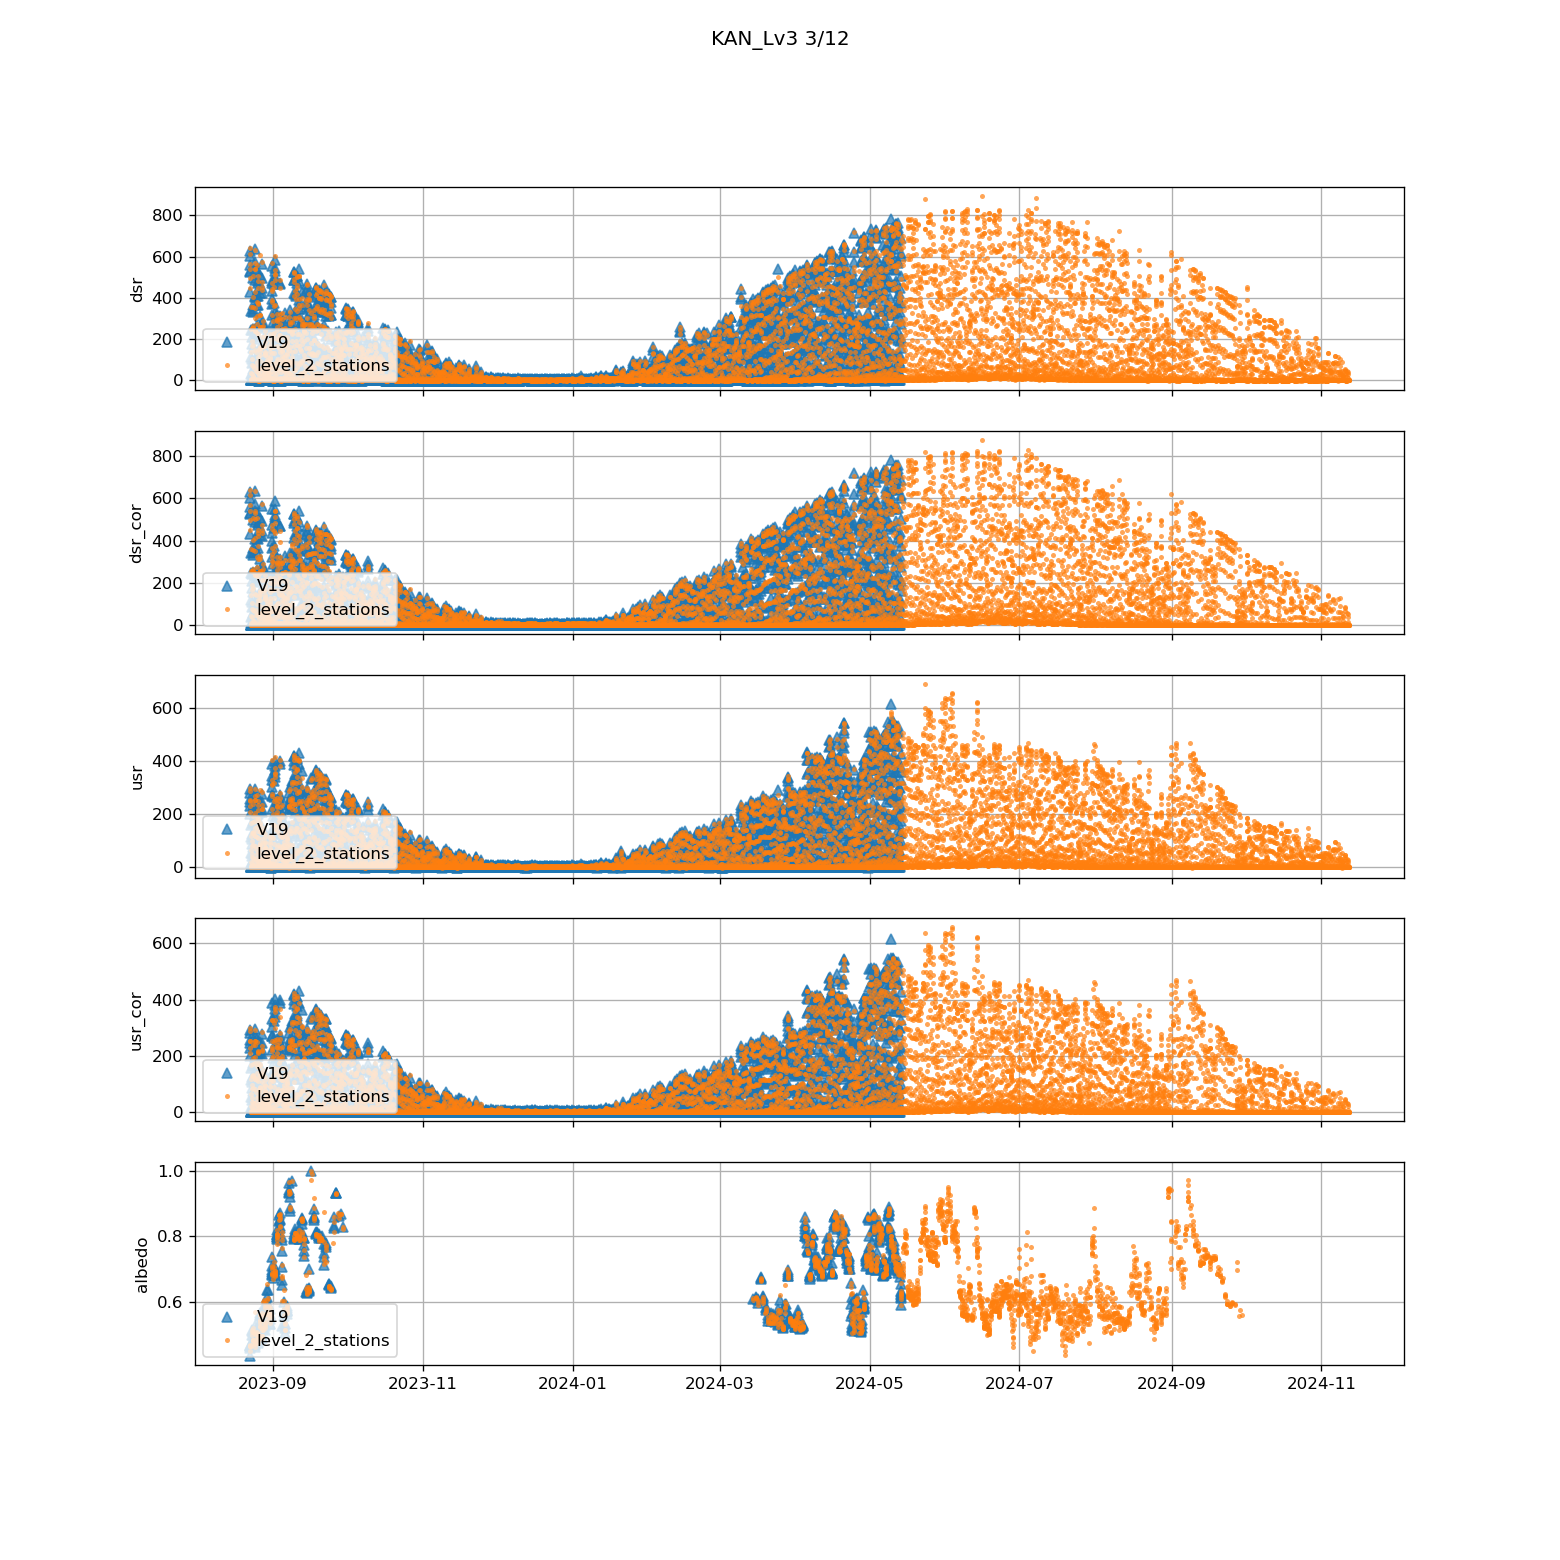 KAN_Lv3 3/12
800
600
400
200
0
dsr
V19
level_2_stations
800
600
400
200
0
dsr_cor
V19
level_2_stations
600
400
200
0
usr
V19
level_2_stations
600
400
200
0
usr_cor
V19
level_2_stations
1.0
0.8
0.6
albedo
V19
level_2_stations
2023-09 2023-11 2024-01 2024-03 2024-05 2024-07 2024-09 2024-11